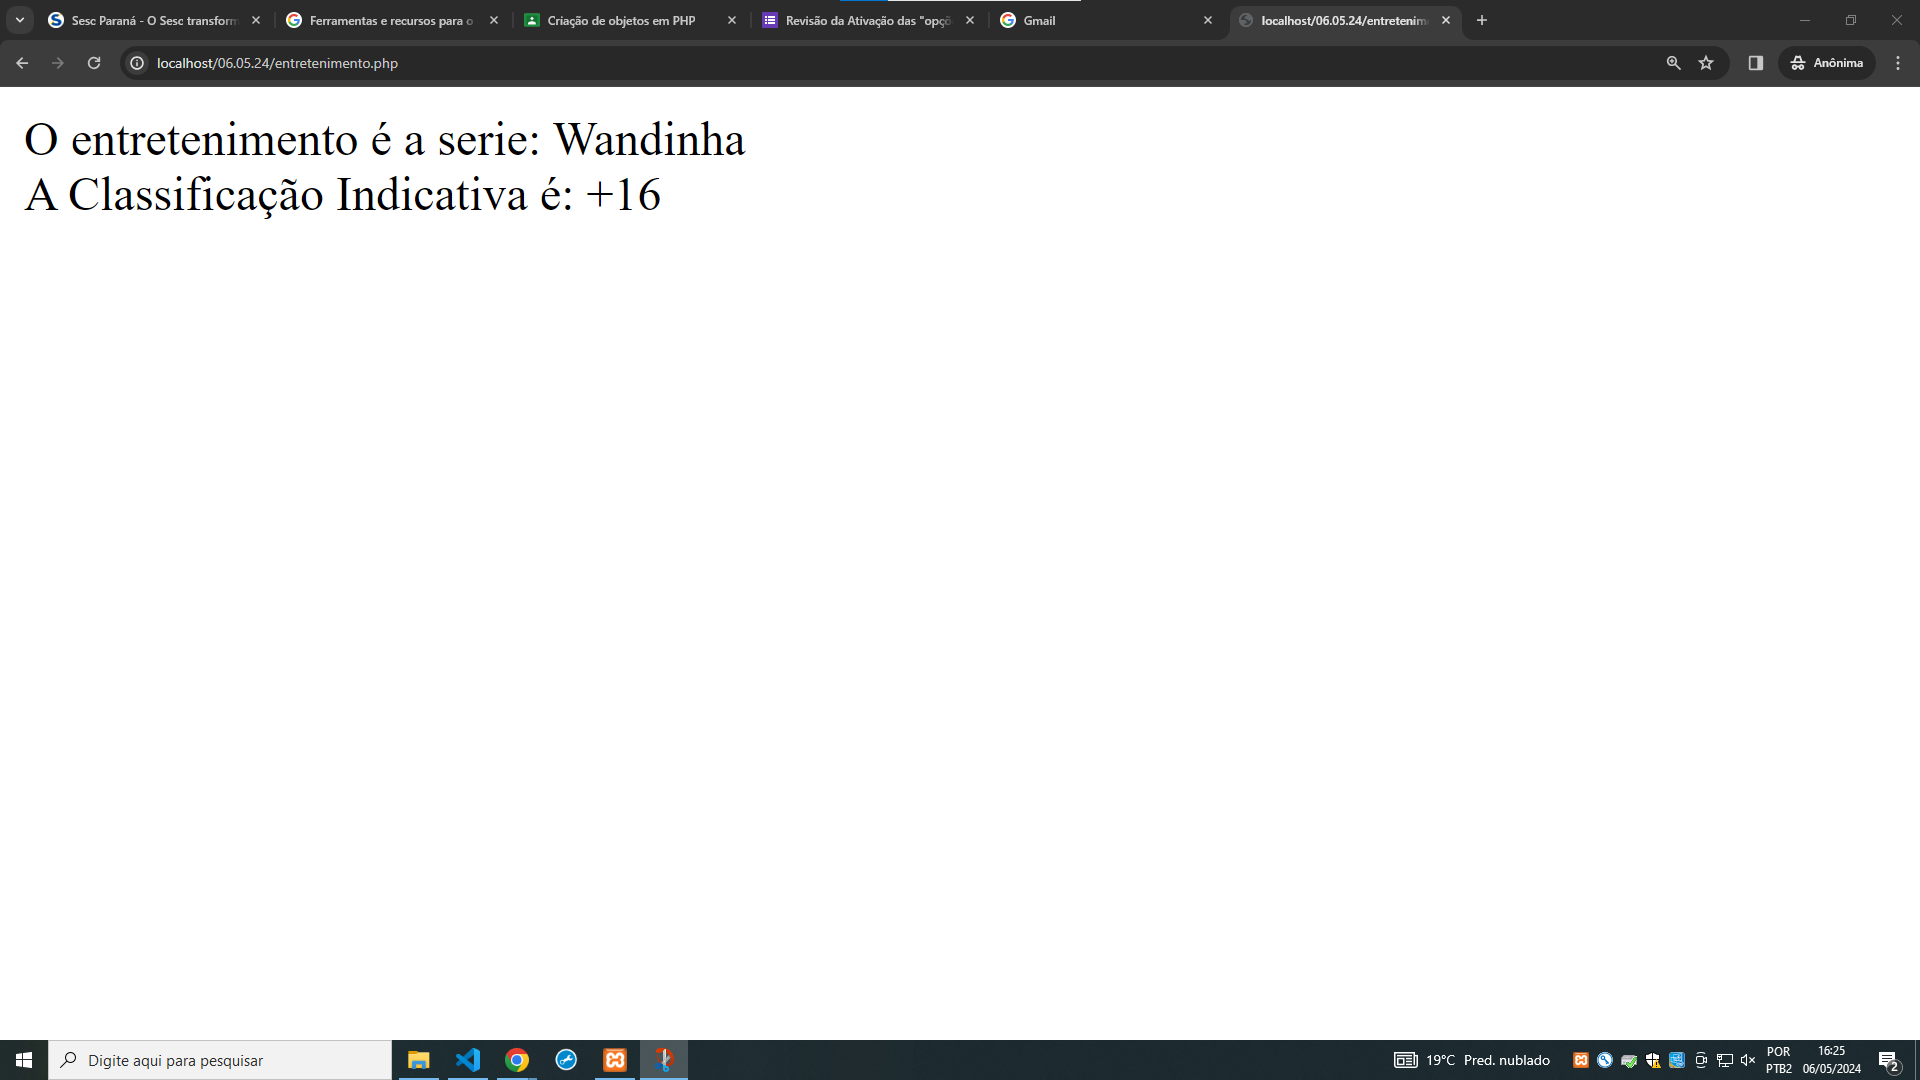 Sesc Paraná - O Sesc transform
Ferramentas e recursos para o
Criação de objetos em PHP
Revisão da Ativação das "opçõ
Gmail
localhost/06.05.24/entretenim
localhost/06.05.24/entretenimento.php
Anônima
O entretenimento é a serie: Wandinha
A Classificação Indicativa é: +16
Digite aqui para pesquisar
19°C Pred. nublado
POR
PTB2
16:25
06/05/2024
2